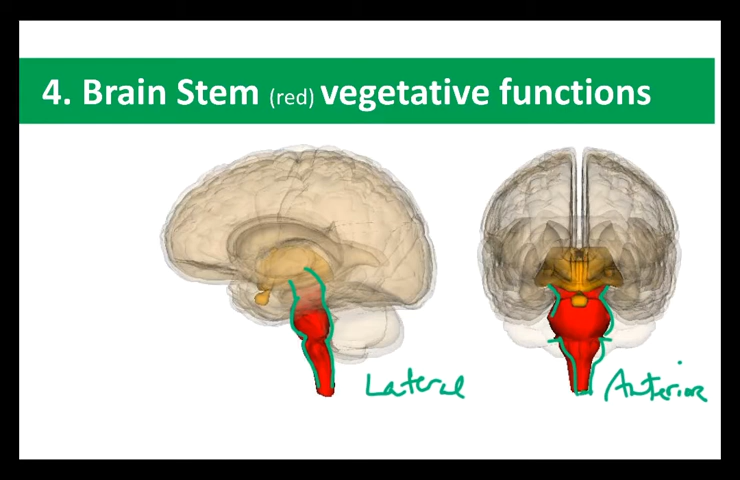 4. Brain Stem (red) vegetative functions
Lateral
Anterior